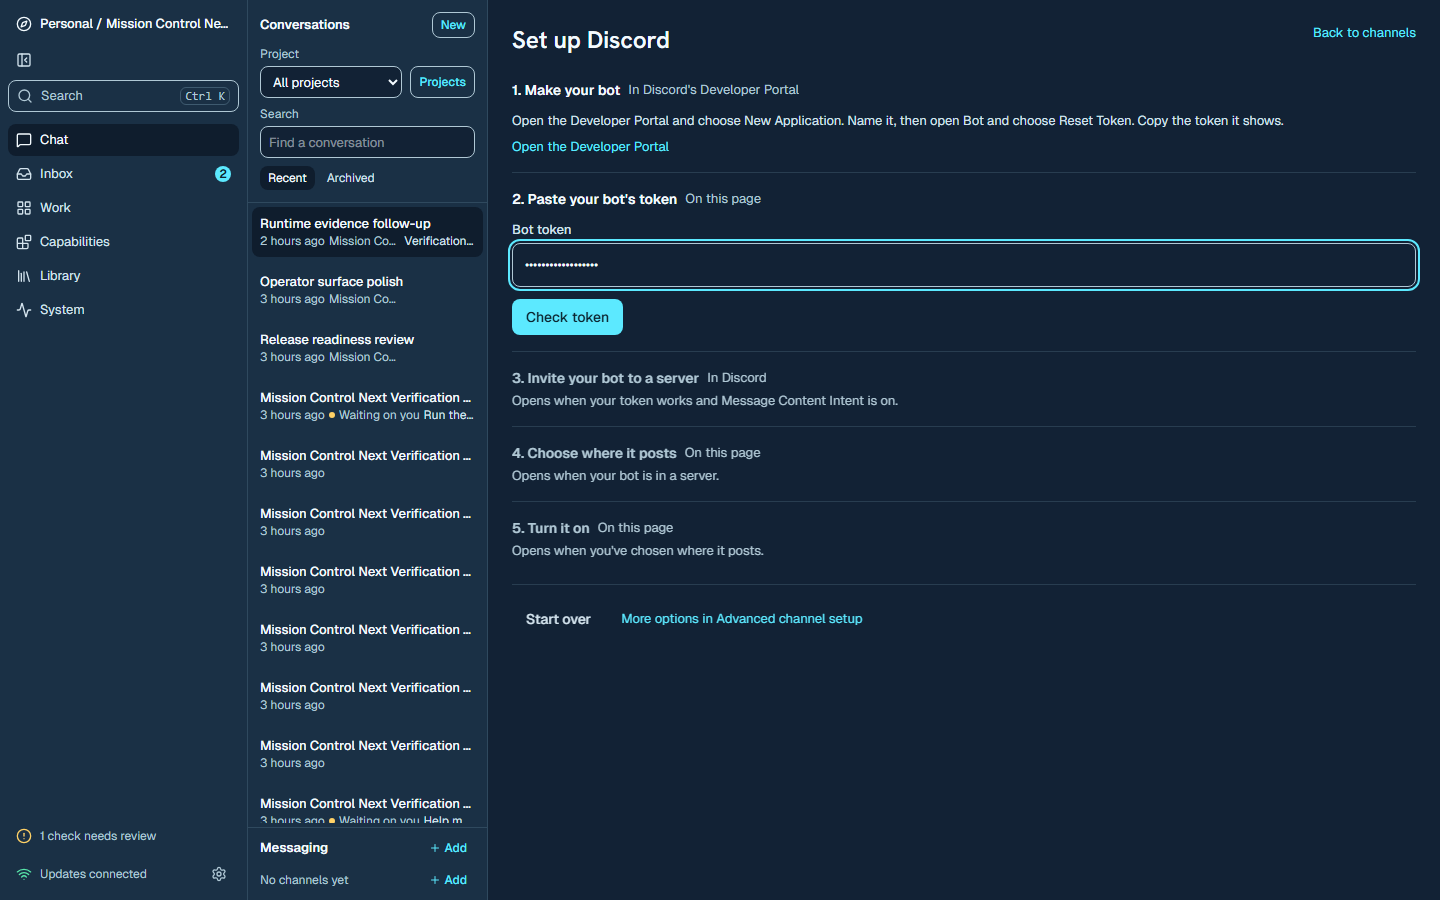 Personal / Mission Control Ne...
Search
Ctrl K
Chat
Inbox
2
Work
Capabilities
Library
System
1 check needs review
Updates connected
Conversations
New
Project
All projects
Projects
Search
Find a conversation
Recent
Archived
Runtime evidence follow-up
2 hours ago Mission Co... Verification...
Operator surface polish
3 hours ago Mission Co...
Release readiness review
3 hours ago Mission Co...
Mission Control Next Verification ...
3 hours ago Waiting on you Run the...
Mission Control Next Verification ...
3 hours ago
Mission Control Next Verification ...
3 hours ago
Mission Control Next Verification ...
3 hours ago
Mission Control Next Verification ...
3 hours ago
Mission Control Next Verification ...
3 hours ago
Mission Control Next Verification ...
3 hours ago
Mission Control Next Verification ...
3 hours ago Waiting on you Help m...
Messaging
+ Add
No channels yet
+ Add
Set up Discord
Back to channels
1. Make your bot In Discord's Developer Portal
Open the Developer Portal and choose New Application. Name it, then open Bot and choose Reset Token. Copy the token it shows.
Open the Developer Portal
2. Paste your bot's token On this page
Bot token
••••••••••••••••••
Check token
3. Invite your bot to a server In Discord
Opens when your token works and Message Content Intent is on.
4. Choose where it posts On this page
Opens when your bot is in a server.
5. Turn it on On this page
Opens when you've chosen where it posts.
Start over
More options in Advanced channel setup